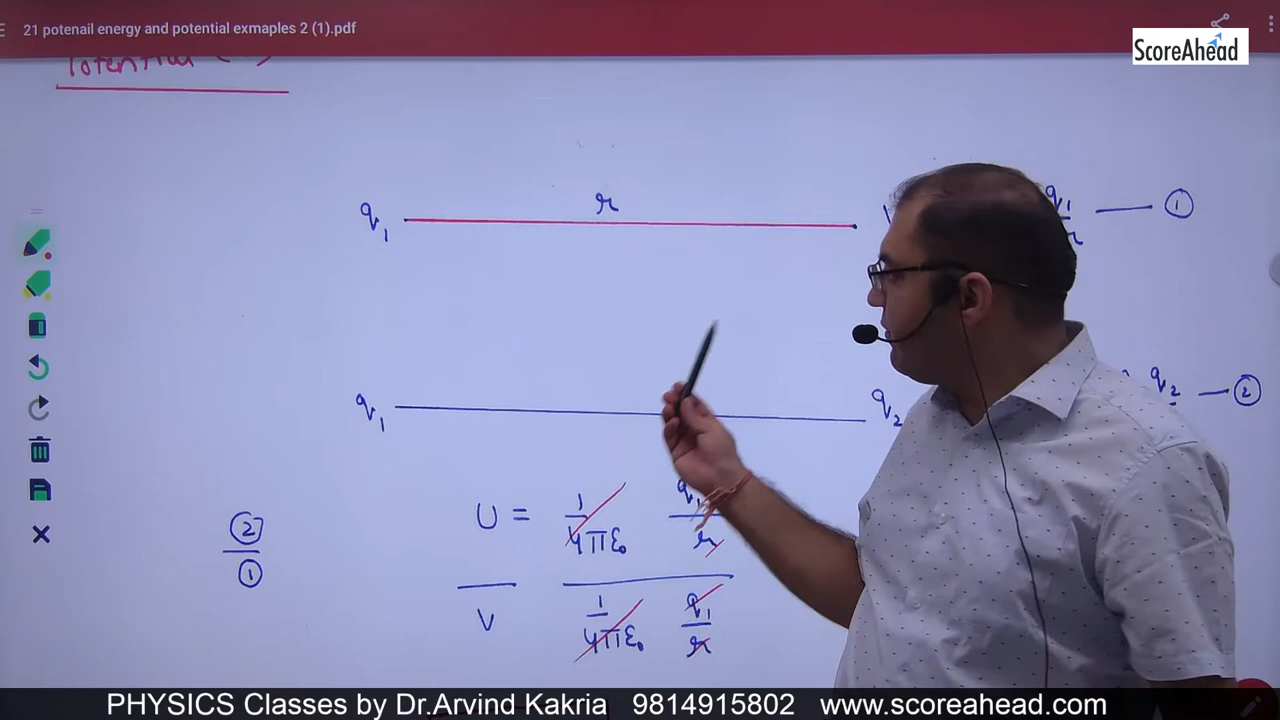 21 potenail energy and potential exmaples 2 (1).pdf
ScoreAhead
Potential
q₁ r q₁ — ①
r
q₁ q₂ q₂ — ②
U = 1/4πε₀ q₁/r
②/①
V 1/4πε₀ q₁/r
PHYSICS Classes by Dr.Arvind Kakria 9814915802 www.scoreahead.com